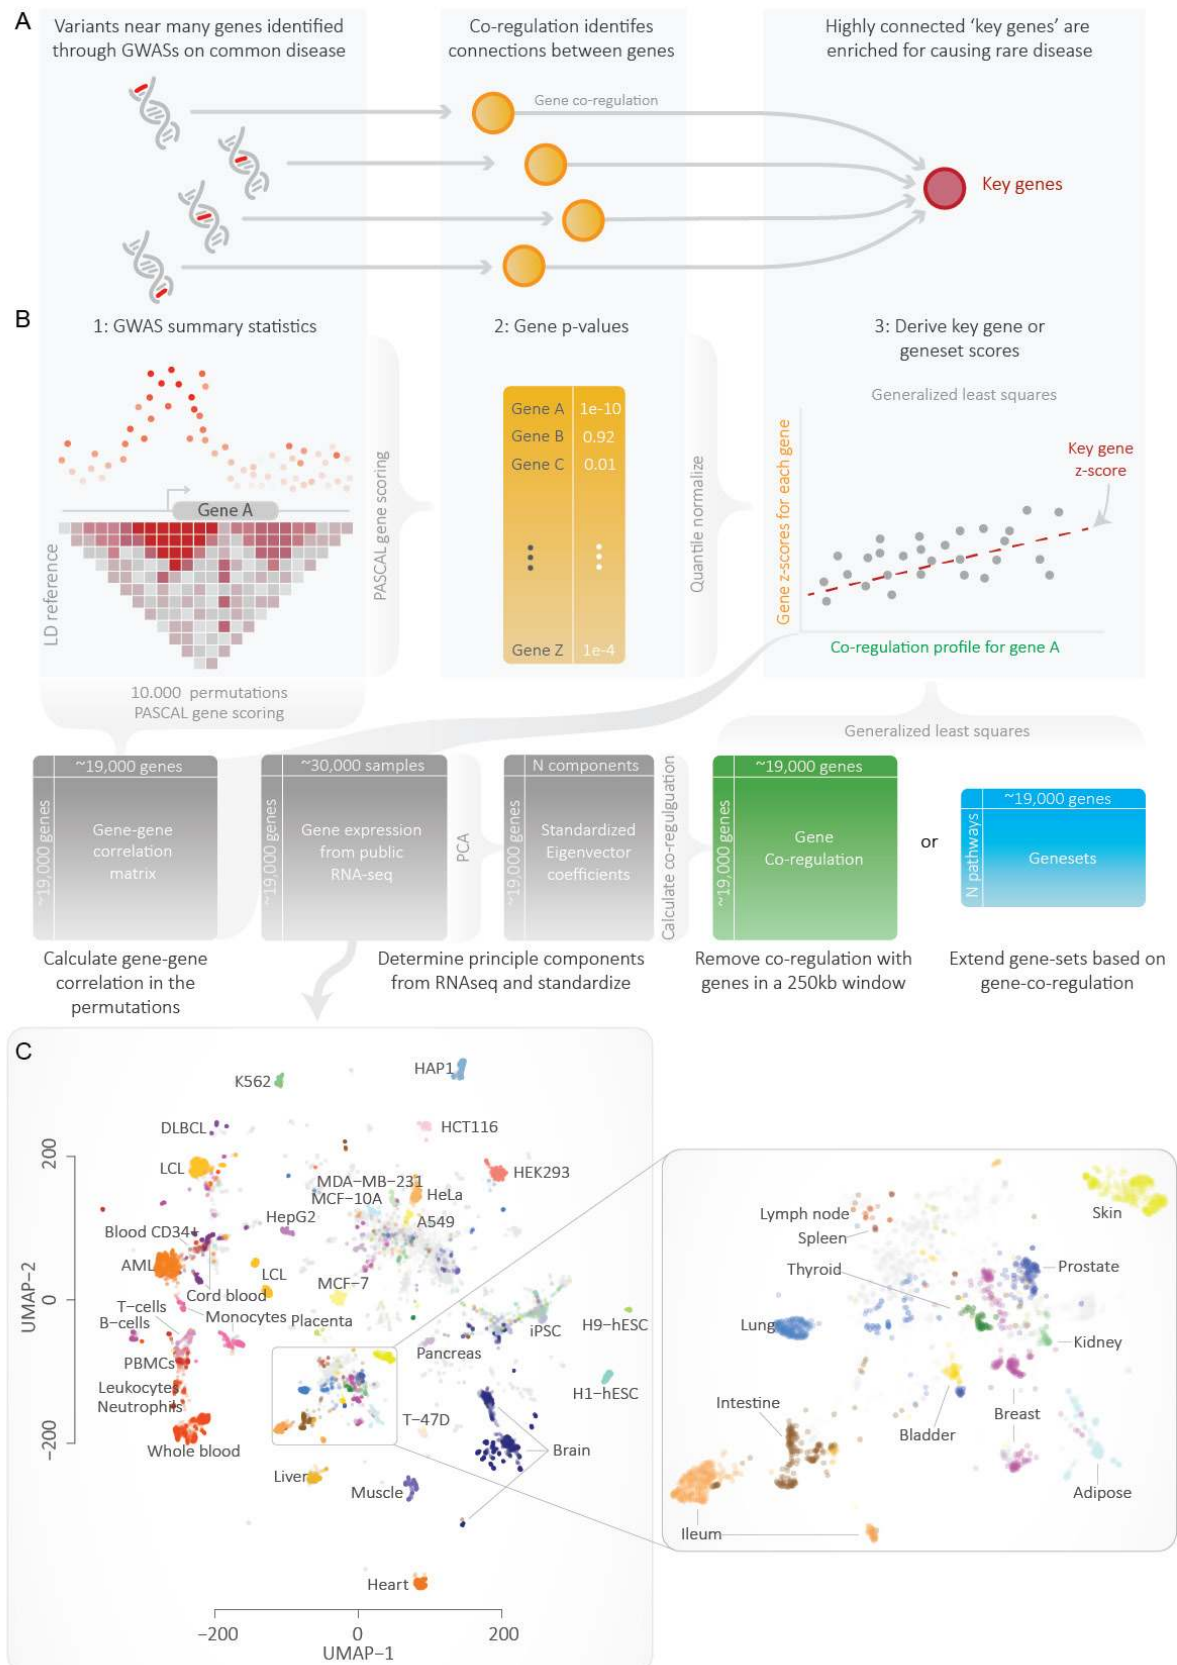 A
Variants near many genes identified
through GWASs on common disease
Co-regulation identifes
connections between genes
Highly connected ‘key genes’ are
enriched for causing rare disease
Gene co-regulation
Key genes
B
1: GWAS summary statistics
2: Gene p-values
3: Derive key gene or
geneset scores
Gene A
LD reference
10.000 permutations
PASCAL gene scoring
PASCAL gene scoring
Gene A 1e-10
Gene B 0.92
Gene C 0.01
Gene Z 1e-4
Quantile normalize
Generalized least squares
Gene z-scores for each gene
Key gene
z-score
Co-regulation profile for gene A
Generalized least squares
~19,000 genes
~19,000 genes
Gene-gene
correlation
matrix
~30,000 samples
~19,000 genes
Gene expression
from public
RNA-seq
PCA
N components
~19,000 genes
Standardized
Eigenvector
coefficients
Calculate co-regulguation
~19,000 genes
~19,000 genes
Gene
Co-regulation
or
~19,000 genes
N pathways
Genesets
Calculate gene-gene
correlation in the
permutations
Determine principle components
from RNAseq and standardize
Remove co-regulation with
genes in a 250kb window
Extend gene-sets based on
gene-co-regulation
C
HAP1
K562
DLBCL
HCT116
LCL
HEK293
MDA−MB−231
MCF−10A
HeLa
HepG2
A549
Blood CD34+
AML
LCL
Cord blood
MCF−7
T−cells
Monocytes
Placenta
B−cells
iPSC
H9−hESC
PBMCs
Pancreas
Leukocytes
H1−hESC
Neutrophils
T−47D
Whole blood
Brain
Liver
Muscle
Heart
200
0
−200
UMAP−2
−200
0
200
UMAP−1
Skin
Lymph node
Spleen
Thyroid
Prostate
Lung
Kidney
Intestine
Bladder
Breast
Adipose
Ileum